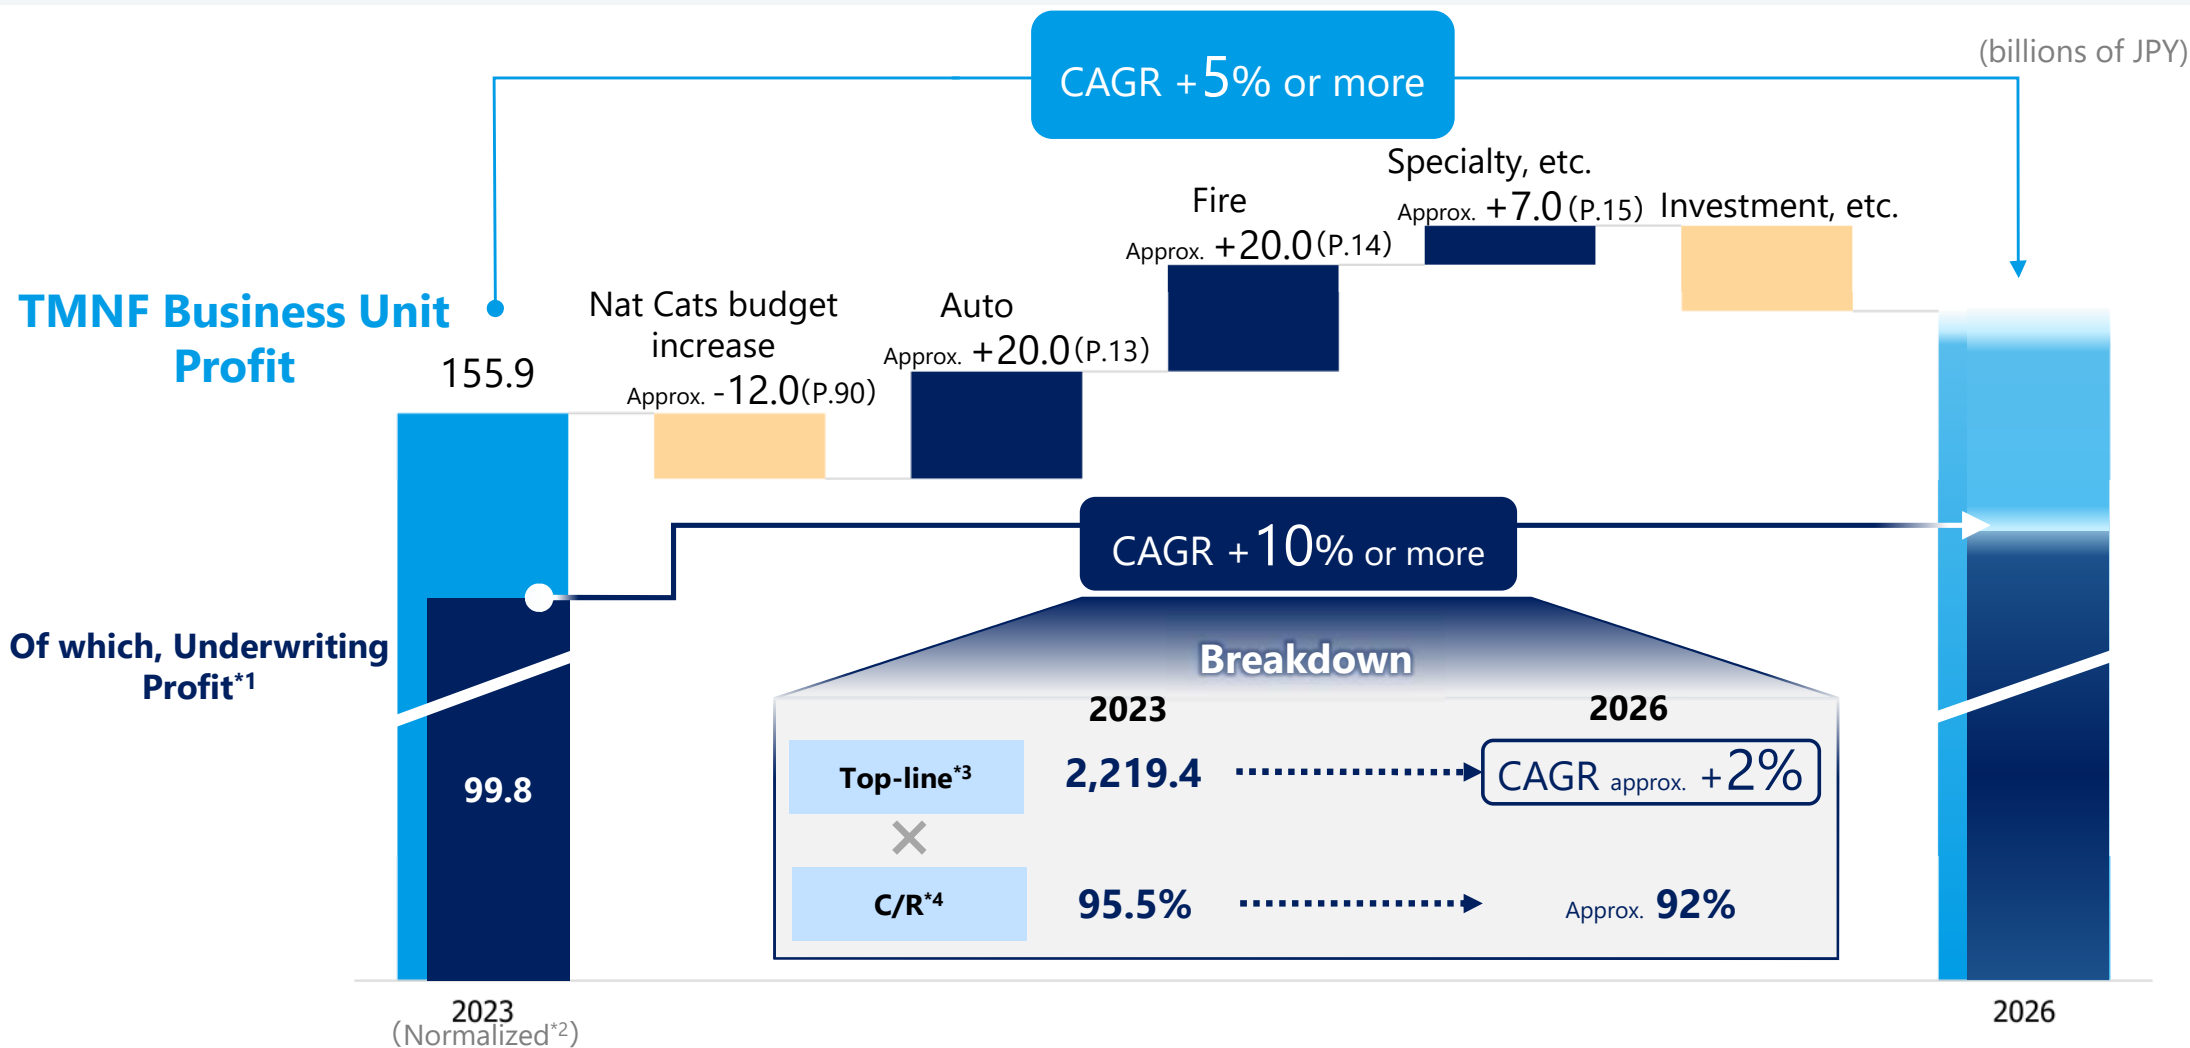 (billions of JPY)
CAGR +5% or more
Specialty, etc.
Approx. +7.0 (P.15)
Investment, etc.
Fire
Approx. +20.0 (P.14)
Auto
Approx. +20.0 (P.13)
Nat Cats budget
increase
Approx. -12.0 (P.90)
TMNF Business Unit
Profit
155.9
CAGR +10% or more
Of which, Underwriting
Profit*1
99.8
Breakdown
2023 2026
Top-line*3 2,219.4 CAGR approx. +2%
×
C/R*4 95.5% Approx. 92%
2023
(Normalized*2)
2026